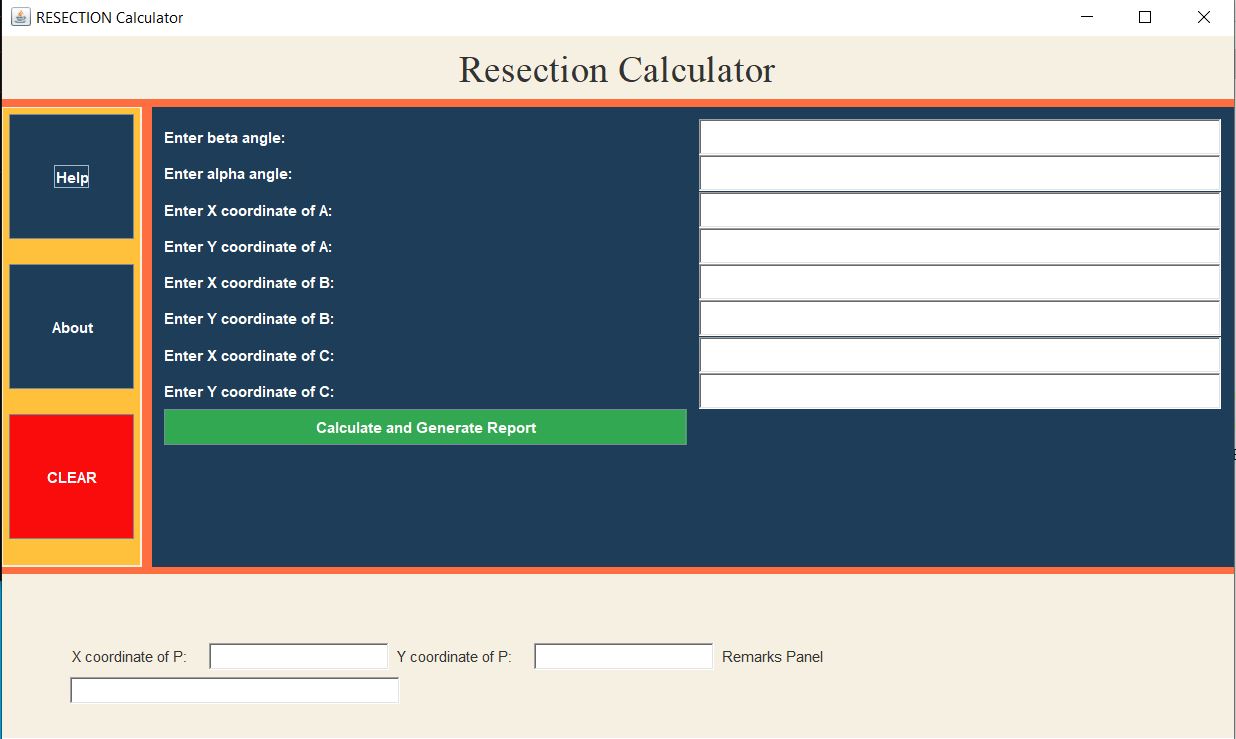 RESECTION Calculator
Resection Calculator
Help
About
CLEAR
Enter beta angle:
Enter alpha angle:
Enter X coordinate of A:
Enter Y coordinate of A:
Enter X coordinate of B:
Enter Y coordinate of B:
Enter X coordinate of C:
Enter Y coordinate of C:
Calculate and Generate Report
X coordinate of P: Y coordinate of P: Remarks Panel